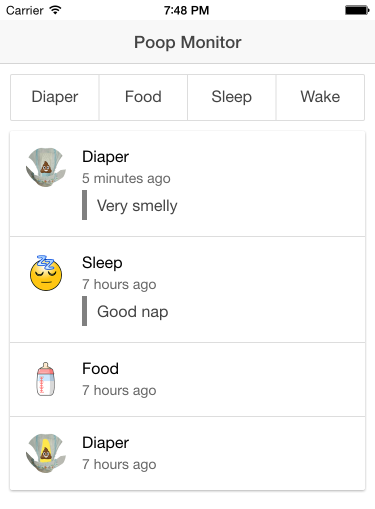 Carrier 7:48 PM
Poop Monitor
Diaper Food Sleep Wake
Diaper
5 minutes ago
Very smelly
Sleep
7 hours ago
Good nap
Food
7 hours ago
Diaper
7 hours ago